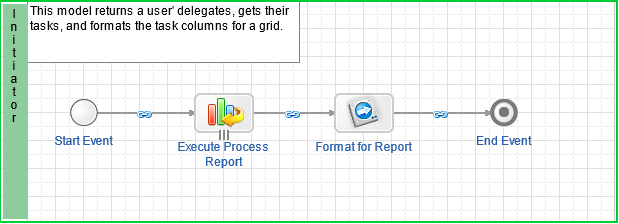 Initiator
This model returns a user' delegates, gets their
tasks, and formats the task columns for a grid.
Start Event
Execute Process
Report
Format for Report
End Event